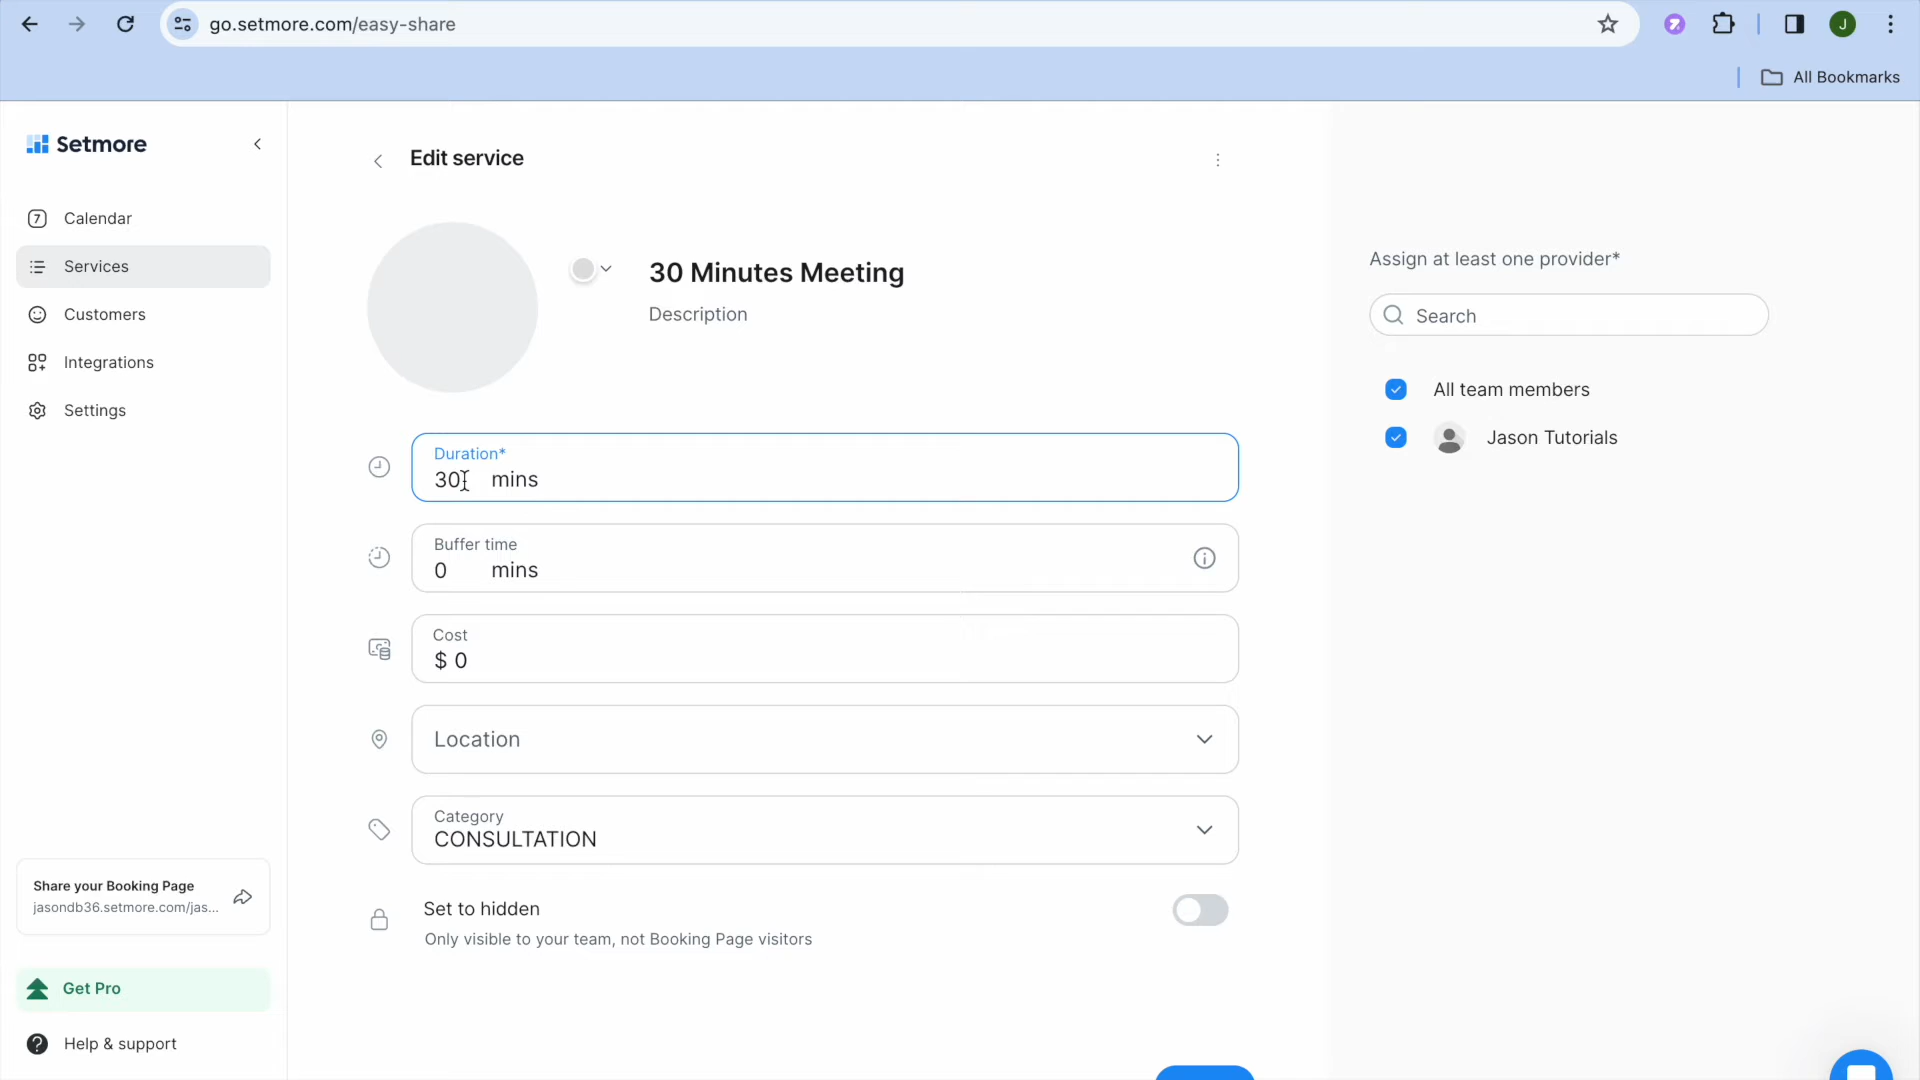 go.setmore.com/easy-share
J
All Bookmarks
Setmore
Edit service
7 Calendar
Services
Customers
Integrations
Settings
30 Minutes Meeting
Description
Assign at least one provider*
Search
All team members
Jason Tutorials
Duration*
30 mins
Buffer time
0 mins
Cost
$ 0
Location
Category
CONSULTATION
Set to hidden
Only visible to your team, not Booking Page visitors
Share your Booking Page
jasondb36.setmore.com/jas...
Get Pro
Help & support